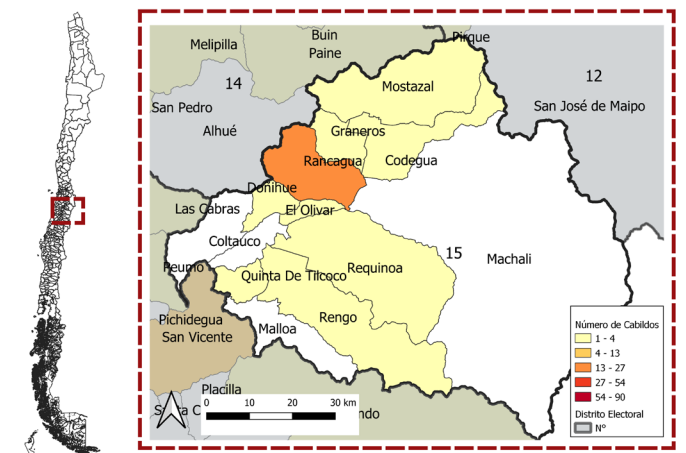 Buin
Pirque
Melipilla
Paine
12
14
Mostazal
San Pedro
San José de Maipo
Alhué
Graneros
Rancagua
Codegua
Doñihue
Las Cabras
El Olivar
Coltauco
15
Machali
Peumo
Requinoa
Quinta De Tilcoco
Pichidegua
Rengo
Malloa
San Vicente
Placilla
Número de Cabildos
1 - 4
4 - 13
13 - 27
27 - 54
54 - 90
Distrito Electoral
N°
0 10 20 30 km